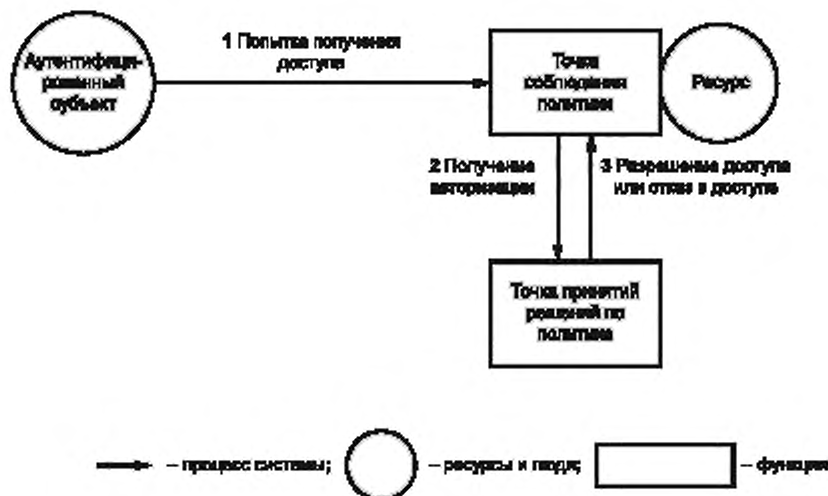 Аутентифици-
рованный
субъект
1 Попытка получения
доступа
Точка
соблюдения
политики
Ресурс
2 Получение
авторизации
3 Разрешение доступа
или отказ в доступе
Точка принятий
решений по
политике
– процесс системы;
– ресурсы и люди;
– функция